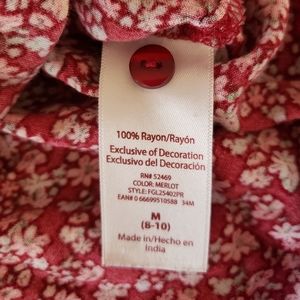 100% Rayon/Rayón
Exclusive of Decoration
Exclusivo del Decoración
RN# 52469
COLOR: MERLOT
STYLE: FGL25402PR
EAN# 0 66699510588 34M
M
(8-10)
Made in/Hecho en
India